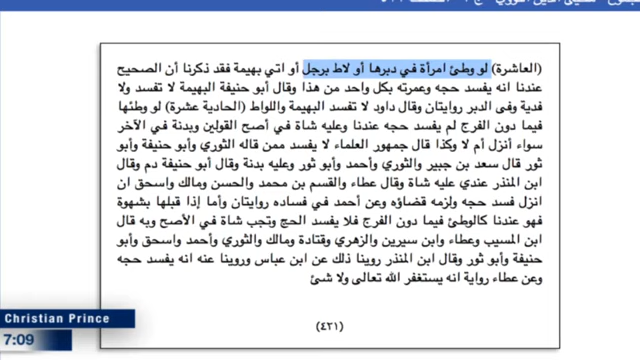 (العاشرة) لو وطئ امرأة في دبرها أو لاط برجل أو اتي بهيمة فقد ذكرنا أن الصحيح
عندنا انه يفسد حجه وعمرته بكل واحد من هذا وقال أبو حنيفة البهيمة لا تفسد ولا
فدية وفى الدبر روايتان وقال داود لا تفسد البهيمة واللواط (الحادية عشرة) لو وطئها
فيما دون الفرج لم يفسد حجه عندنا وعليه شاة في أصح القولين وبدنة في الآخر
سواء أنزل أم لا وكذا قال جمهور العلماء لا يفسد ممن قاله الثوري وأبو حنيفة وأبو
ثور قال سعد بن جبير والثوري وأحمد وأبو ثور وعليه بدنة وقال أبو حنيفة دم وقال
ابن المنذر عندي عليه شاة وقال عطاء والقسم بن محمد والحسن ومالك واسحق ان
انزل فسد حجه ولزمه قضاؤه وعن أحمد في فساده روايتان وأما إذا قبلها بشهوة
فهو عندنا كالوطئ فيما دون الفرج فلا يفسد الحج وتجب شاة في الأصح وبه قال
ابن المسيب وعطاء وابن سيرين والزهري وقتادة ومالك والثوري وأحمد واسحق وأبو
حنيفة وأبو ثور وقال ابن المنذر روينا ذلك عن ابن عباس وروينا عنه انه يفسد حجه
وعن عطاء رواية انه يستغفر الله تعالى ولا شئ
(٤٢١)
Christian Prince
7:09